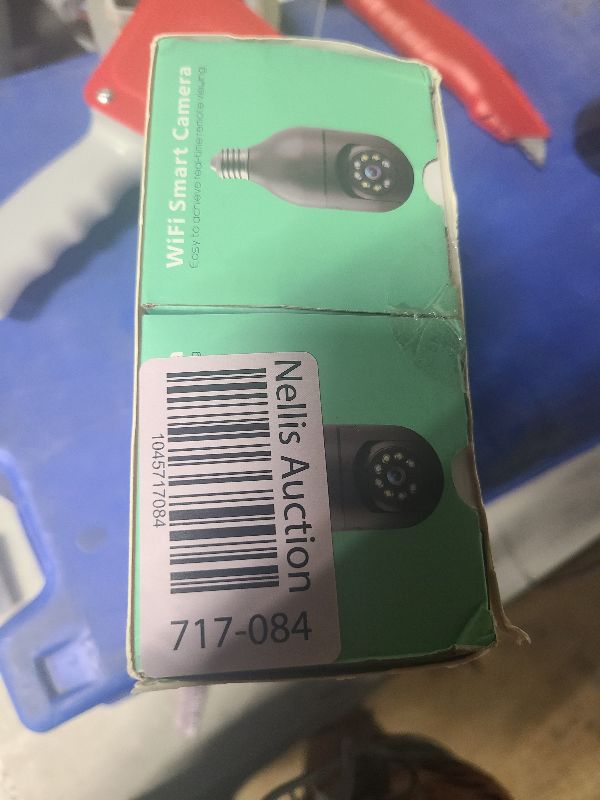 WiFi Smart Camera
Easy to achieve real-time remote viewing
Nellis Auction
1045717084
717-084